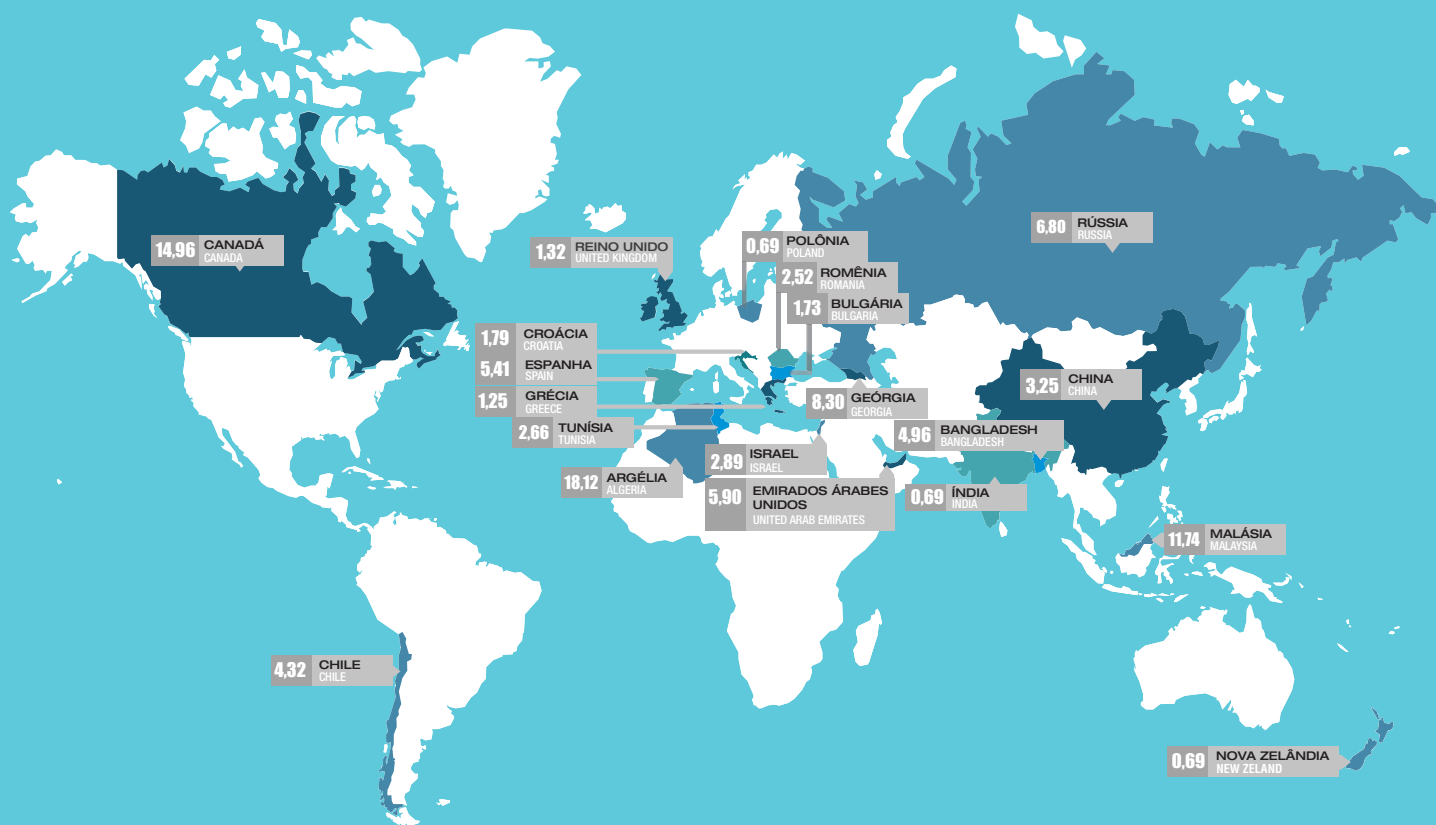 14,96 CANADÁ
CANADA
1,32 REINO UNIDO
UNITED KINGDOM
0,69 POLÔNIA
POLAND
2,52 ROMÊNIA
ROMANIA
1,73 BULGÁRIA
BULGARIA
6,80 RÚSSIA
RUSSIA
1,79 CROÁCIA
CROATIA
5,41 ESPANHA
SPAIN
1,25 GRÉCIA
GREECE
2,66 TUNÍSIA
TUNISIA
18,12 ARGÉLIA
ALGERIA
8,30 GEÓRGIA
GEORGIA
3,25 CHINA
CHINA
4,96 BANGLADESH
BANGLADESH
2,89 ISRAEL
ISRAEL
5,90 EMIRADOS ÁRABES
UNIDOS
UNITED ARAB EMIRATES
0,69 ÍNDIA
INDIA
11,74 MALÁSIA
MALAYSIA
4,32 CHILE
CHILE
0,69 NOVA ZELÂNDIA
NEW ZELAND